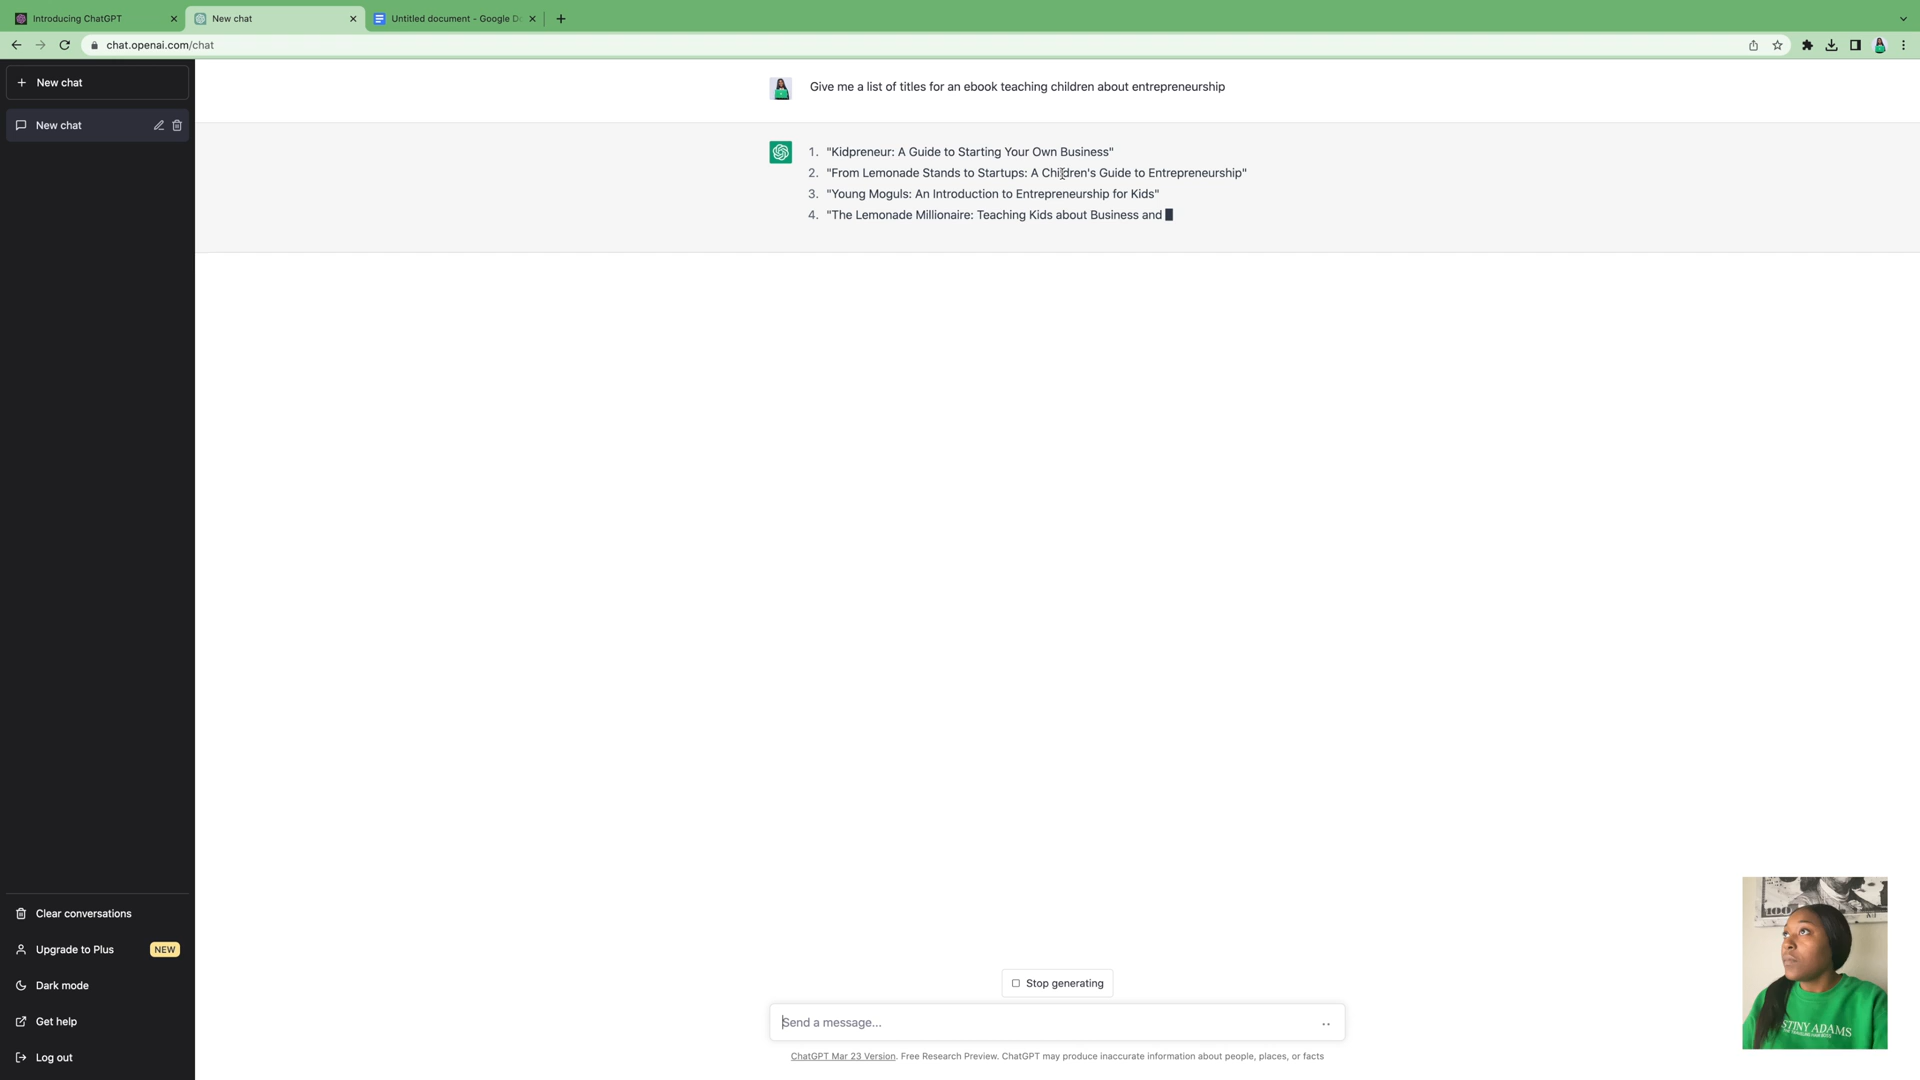 Introducing ChatGPT
New chat
Untitled document - Google Do
chat.openai.com/chat
New chat
New chat
Give me a list of titles for an ebook teaching children about entrepreneurship
1. "Kidpreneur: A Guide to Starting Your Own Business"
2. "From Lemonade Stands to Startups: A Children's Guide to Entrepreneurship"
3. "Young Moguls: An Introduction to Entrepreneurship for Kids"
4. "The Lemonade Millionaire: Teaching Kids about Business and
Clear conversations
Upgrade to Plus NEW
Dark mode
Get help
Log out
Stop generating
Send a message...
ChatGPT Mar 23 Version. Free Research Preview. ChatGPT may produce inaccurate information about people, places, or facts
100
STINY ADAMS